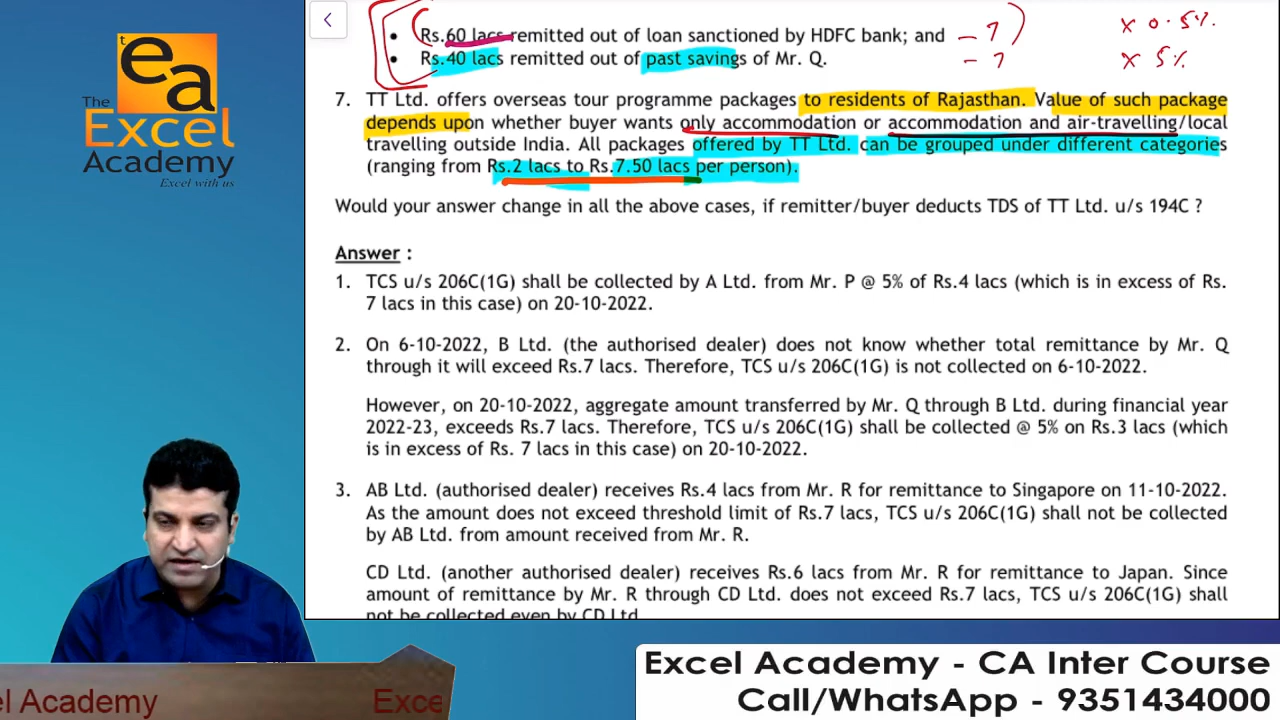 • Rs.60 lacs remitted out of loan sanctioned by HDFC bank; and - 7) × 0.5%
• Rs.40 lacs remitted out of past savings of Mr. Q. - 7 × 5%
7. TT Ltd. offers overseas tour programme packages to residents of Rajasthan. Value of such package
depends upon whether buyer wants only accommodation or accommodation and air-travelling/local
travelling outside India. All packages offered by TT Ltd. can be grouped under different categories
(ranging from Rs.2 lacs to Rs.7.50 lacs per person).
Would your answer change in all the above cases, if remitter/buyer deducts TDS of TT Ltd. u/s 194C ?
Answer :
1. TCS u/s 206C(1G) shall be collected by A Ltd. from Mr. P @ 5% of Rs.4 lacs (which is in excess of Rs.
7 lacs in this case) on 20-10-2022.
2. On 6-10-2022, B Ltd. (the authorised dealer) does not know whether total remittance by Mr. Q
through it will exceed Rs.7 lacs. Therefore, TCS u/s 206C(1G) is not collected on 6-10-2022.
However, on 20-10-2022, aggregate amount transferred by Mr. Q through B Ltd. during financial year
2022-23, exceeds Rs.7 lacs. Therefore, TCS u/s 206C(1G) shall be collected @ 5% on Rs.3 lacs (which
is in excess of Rs. 7 lacs in this case) on 20-10-2022.
3. AB Ltd. (authorised dealer) receives Rs.4 lacs from Mr. R for remittance to Singapore on 11-10-2022.
As the amount does not exceed threshold limit of Rs.7 lacs, TCS u/s 206C(1G) shall not be collected
by AB Ltd. from amount received from Mr. R.
CD Ltd. (another authorised dealer) receives Rs.6 lacs from Mr. R for remittance to Japan. Since
amount of remittance by Mr. R through CD Ltd. does not exceed Rs.7 lacs, TCS u/s 206C(1G) shall
not be collected even by CD Ltd.
t ea
The
Excel
Academy
Excel with us
el Academy Exce
Excel Academy - CA Inter Course
Call/WhatsApp - 9351434000